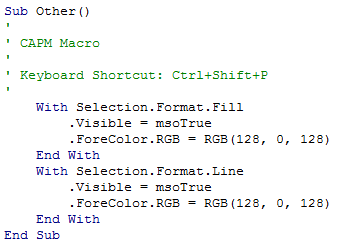 Sub Other()
'
' CAPM Macro
'
' Keyboard Shortcut: Ctrl+Shift+P
'
    With Selection.Format.Fill
        .Visible = msoTrue
        .ForeColor.RGB = RGB(128, 0, 128)
    End With
    With Selection.Format.Line
        .Visible = msoTrue
        .ForeColor.RGB = RGB(128, 0, 128)
    End With
End Sub